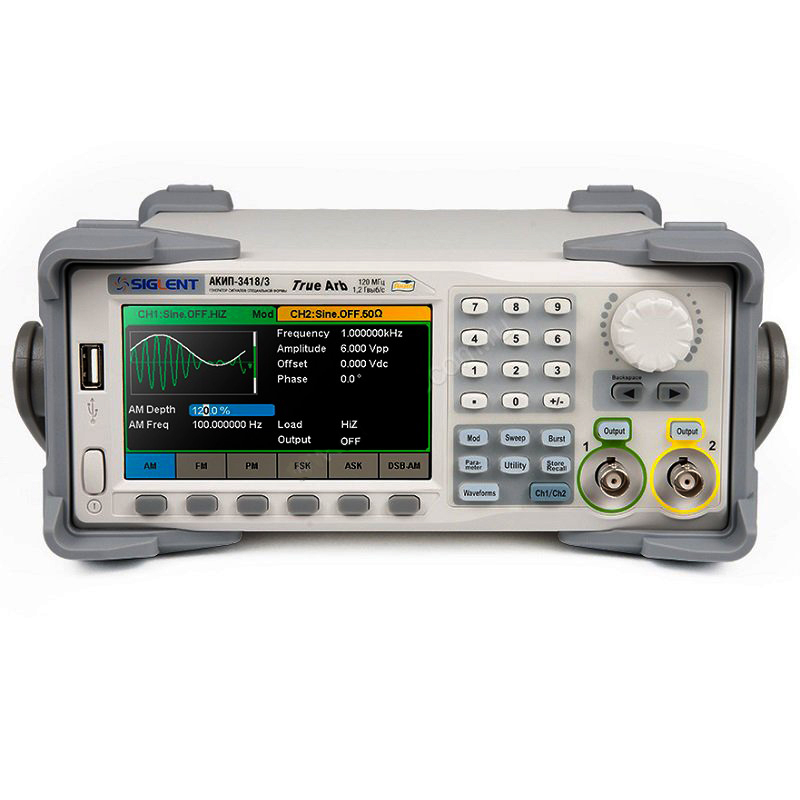 SIGLENT АКИП-3418/3 True Arb 120 МГц
ГЕНЕРАТОР СИГНАЛОВ СПЕЦИАЛЬНОЙ ФОРМЫ 1,2 Гвыб/с
CH1:Sine.OFF.HiZ Mod CH2:Sine.OFF.50Ω
Frequency 1.000000kHz
Amplitude 6.000 Vpp
Offset 0.000 Vdc
Phase 0.0 °
AM Depth 120.0 %
AM Freq 100.000000 Hz Load HiZ
Output OFF
AM FM PM FSK ASK DSB-AM
7 8 9
4 5 6
1 2 3
. 0 +/-
Backspace
Mod Sweep Burst
Para-
meter Utility Store
Recall
Waveforms Ch1/Ch2
Output Output
1 2